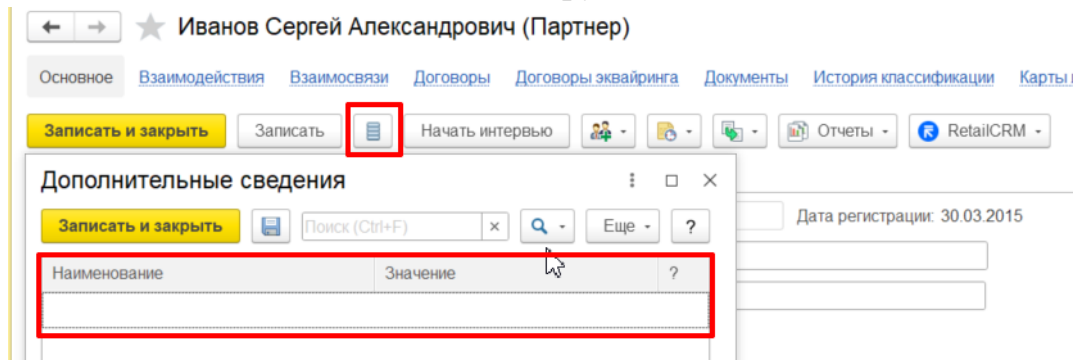 Иванов Сергей Александрович (Партнер)
Основное Взаимодействия Взаимосвязи Договоры Договоры эквайринга Документы История классификации Карты
Записать и закрыть Записать Начать интервью Отчеты RetailCRM
Дополнительные сведения
Записать и закрыть Поиск (Ctrl+F) × Еще ?
Дата регистрации: 30.03.2015
Наименование Значение ?